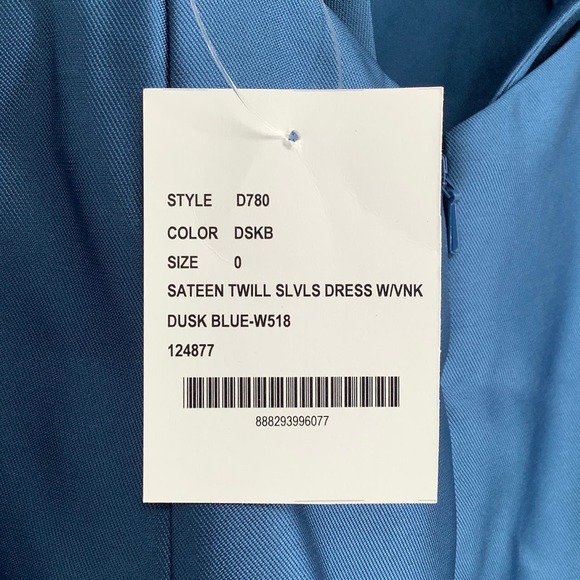 STYLE D780
COLOR DSKB
SIZE 0
SATEEN TWILL SLVLS DRESS W/VNK
DUSK BLUE-W518
124877
888293996077